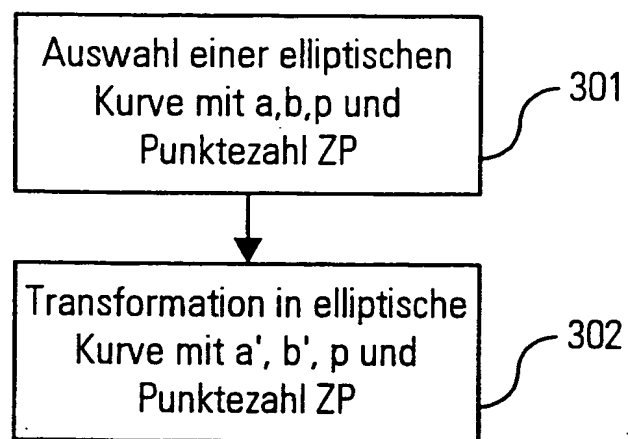 Auswahl einer elliptischen
Kurve mit a,b,p und
Punktezahl ZP
301
Transformation in elliptische
Kurve mit a', b', p und
Punktezahl ZP
302